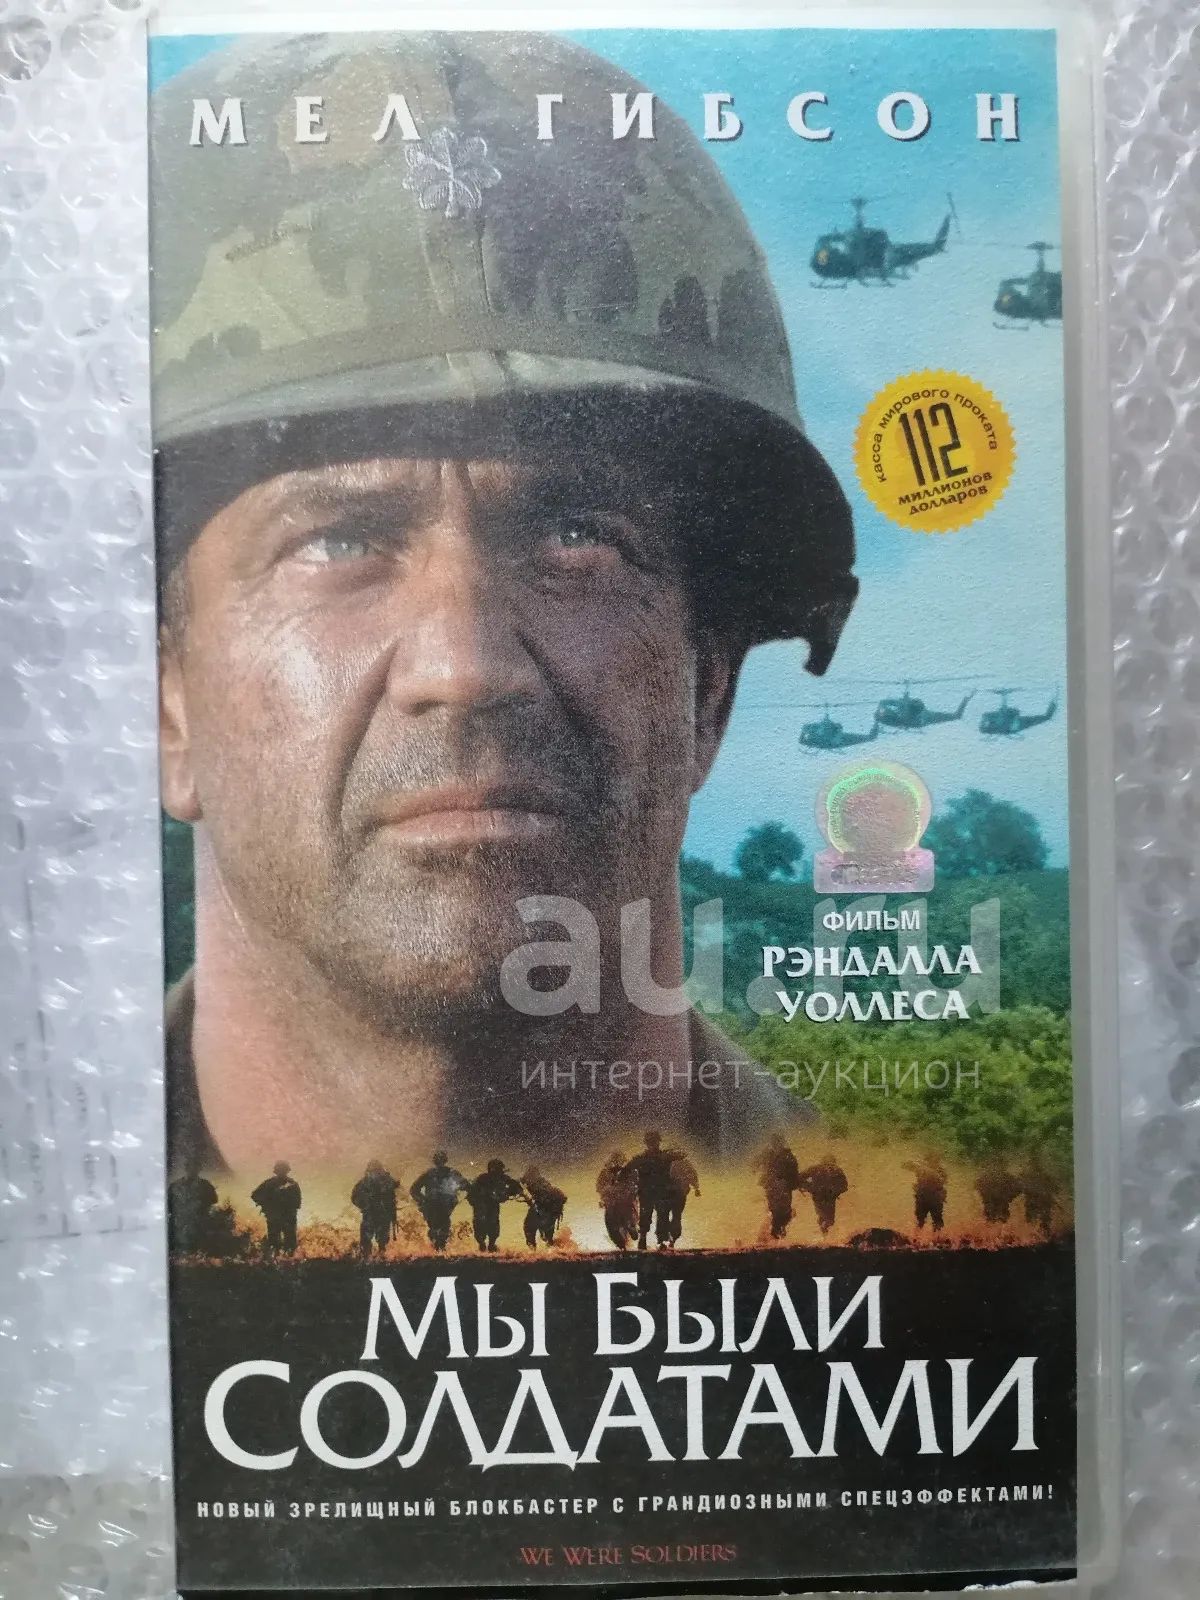 МЕЛ ГИБСОН
касса мирового проката
112
миллионов
долларов
ФИЛЬМ
РЭНДАЛЛА
УОЛЛЕСА
au.ru
интернет-аукцион
МЫ БЫЛИ
СОЛДАТАМИ
НОВЫЙ ЗРЕЛИЩНЫЙ БЛОКБАСТЕР С ГРАНДИОЗНЫМИ СПЕЦЭФФЕКТАМИ!
WE WERE SOLDIERS